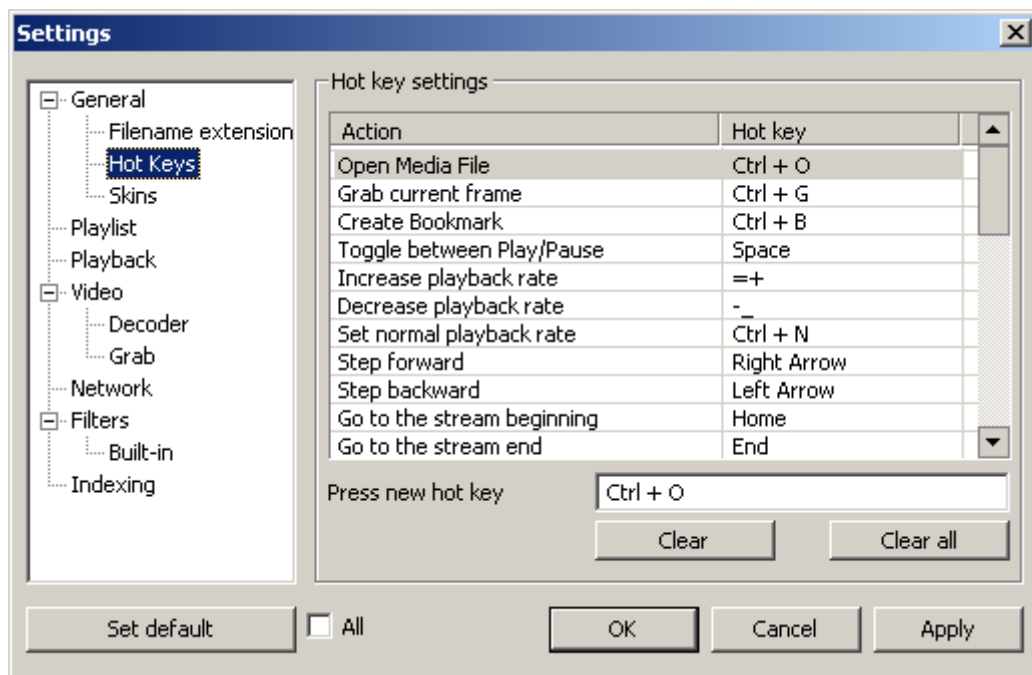 Settings
General
Filename extension
Hot Keys
Skins
Playlist
Playback
Video
Decoder
Grab
Network
Filters
Built-in
Indexing
Hot key settings
Action Hot key
Open Media File Ctrl + O
Grab current frame Ctrl + G
Create Bookmark Ctrl + B
Toggle between Play/Pause Space
Increase playback rate =+
Decrease playback rate -_
Set normal playback rate Ctrl + N
Step forward Right Arrow
Step backward Left Arrow
Go to the stream beginning Home
Go to the stream end End
Press new hot key Ctrl + O
Clear Clear all
Set default All OK Cancel Apply